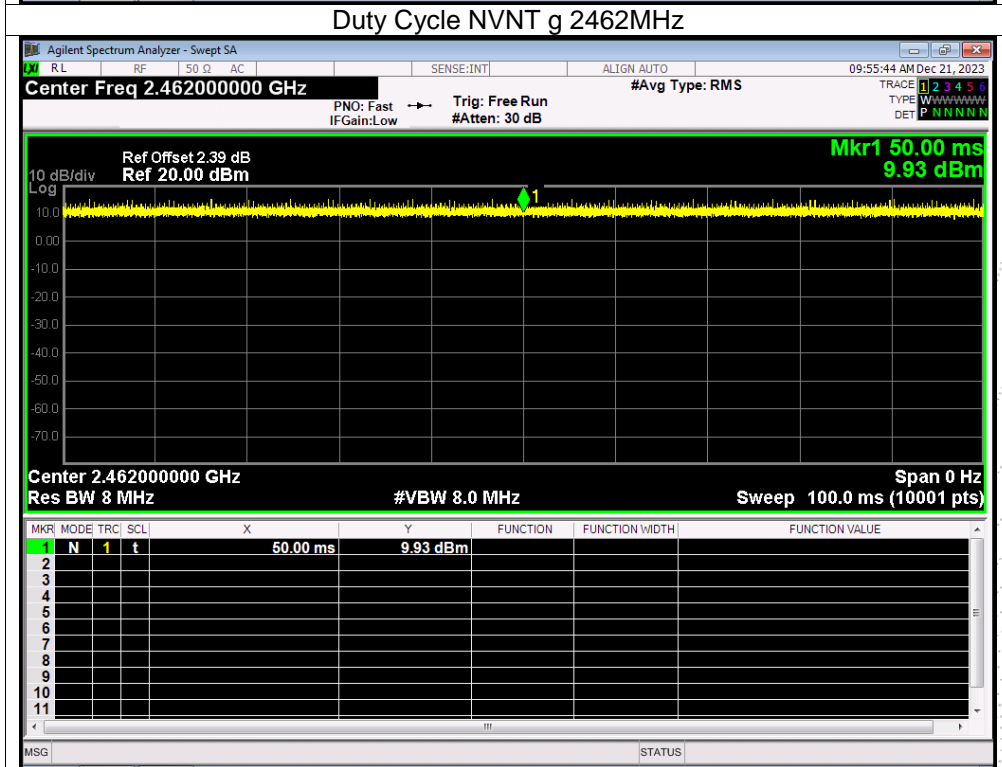 Duty Cycle NVNT g 2462MHz
Agilent Spectrum Analyzer - Swept SA
LXI RL RF 50 Ω AC SENSE:INT ALIGN AUTO 09:55:44 AM Dec 21, 2023
Center Freq 2.462000000 GHz #Avg Type: RMS TRACE 1 2 3 4 5 6
PNO: Fast Trig: Free Run TYPE WWWWWWW
IFGain:Low #Atten: 30 dB DET P N N N N N
Ref Offset 2.39 dB Mkr1 50.00 ms
10 dB/div Ref 20.00 dBm 9.93 dBm
Log
1
10.0
0.00
-10.0
-20.0
-30.0
-40.0
-50.0
-60.0
-70.0
Center 2.462000000 GHz Span 0 Hz
Res BW 8 MHz #VBW 8.0 MHz Sweep 100.0 ms (10001 pts)
MKR MODE TRC SCL X Y FUNCTION FUNCTION WIDTH FUNCTION VALUE
1 N 1 t 50.00 ms 9.93 dBm
2
3
4
5
6
7
8
9
10
11
MSG STATUS